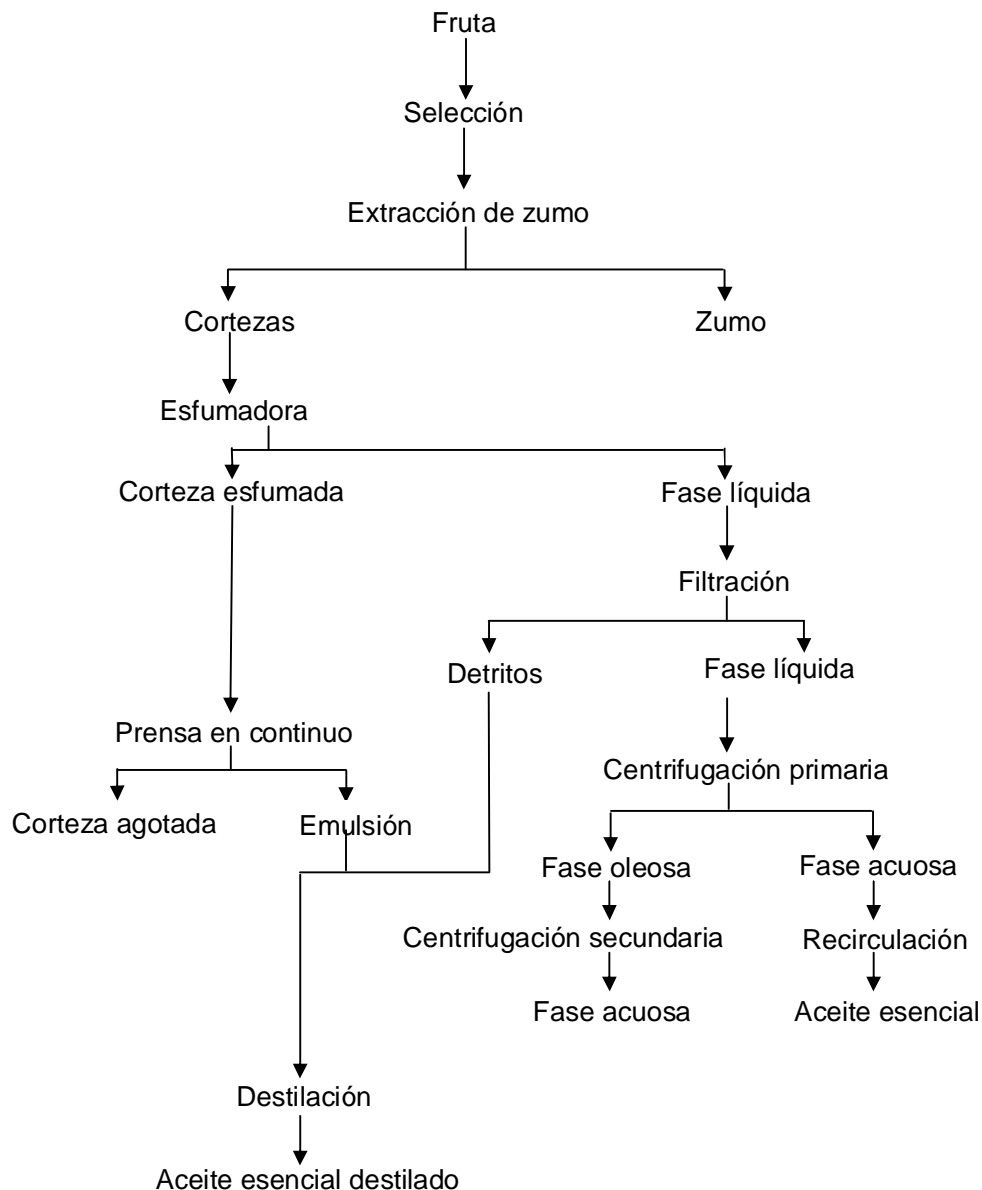 Fruta
Selección
Extracción de zumo
Cortezas
Zumo
Esfumadora
Corteza esfumada
Fase líquida
Filtración
Detritos
Fase líquida
Prensa en continuo
Centrifugación primaria
Corteza agotada
Emulsión
Fase oleosa
Fase acuosa
Centrifugación secundaria
Recirculación
Fase acuosa
Aceite esencial
Destilación
Aceite esencial destilado